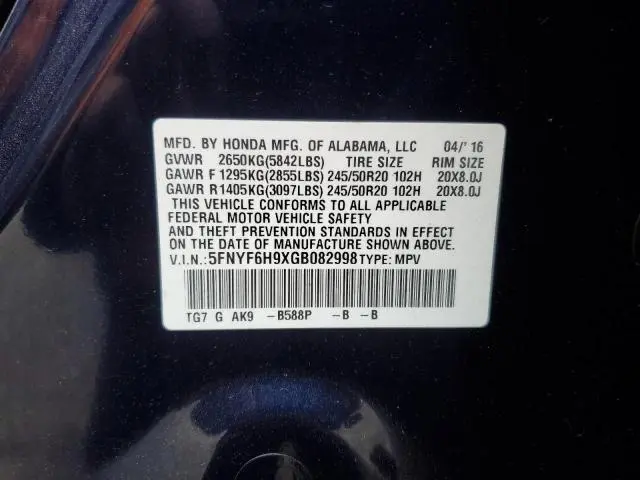 MFD. BY HONDA MFG. OF ALABAMA, LLC 04/' 16
GVWR 2650KG(5842LBS) TIRE SIZE RIM SIZE
GAWR F 1295KG(2855LBS) 245/50R20 102H 20X8.0J
GAWR R1405KG(3097LBS) 245/50R20 102H 20X8.0J
THIS VEHICLE CONFORMS TO ALL APPLICABLE
FEDERAL MOTOR VEHICLE SAFETY
AND THEFT PREVENTION STANDARDS IN EFFECT
ON THE DATE OF MANUFACTURE SHOWN ABOVE.
V.I.N.:5FNYF6H9XGB082998 TYPE: MPV
TG7 G AK9 -B588P -B -B